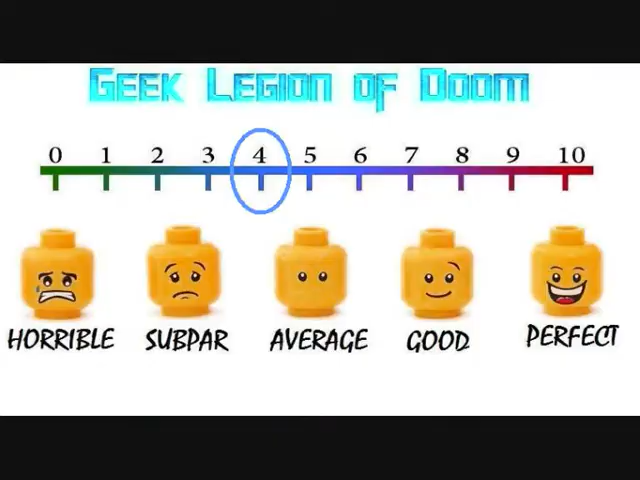 Geek Legion of Doom
0 1 2 3 4 5 6 7 8 9 10
HORRIBLE SUBPAR AVERAGE GOOD PERFECT